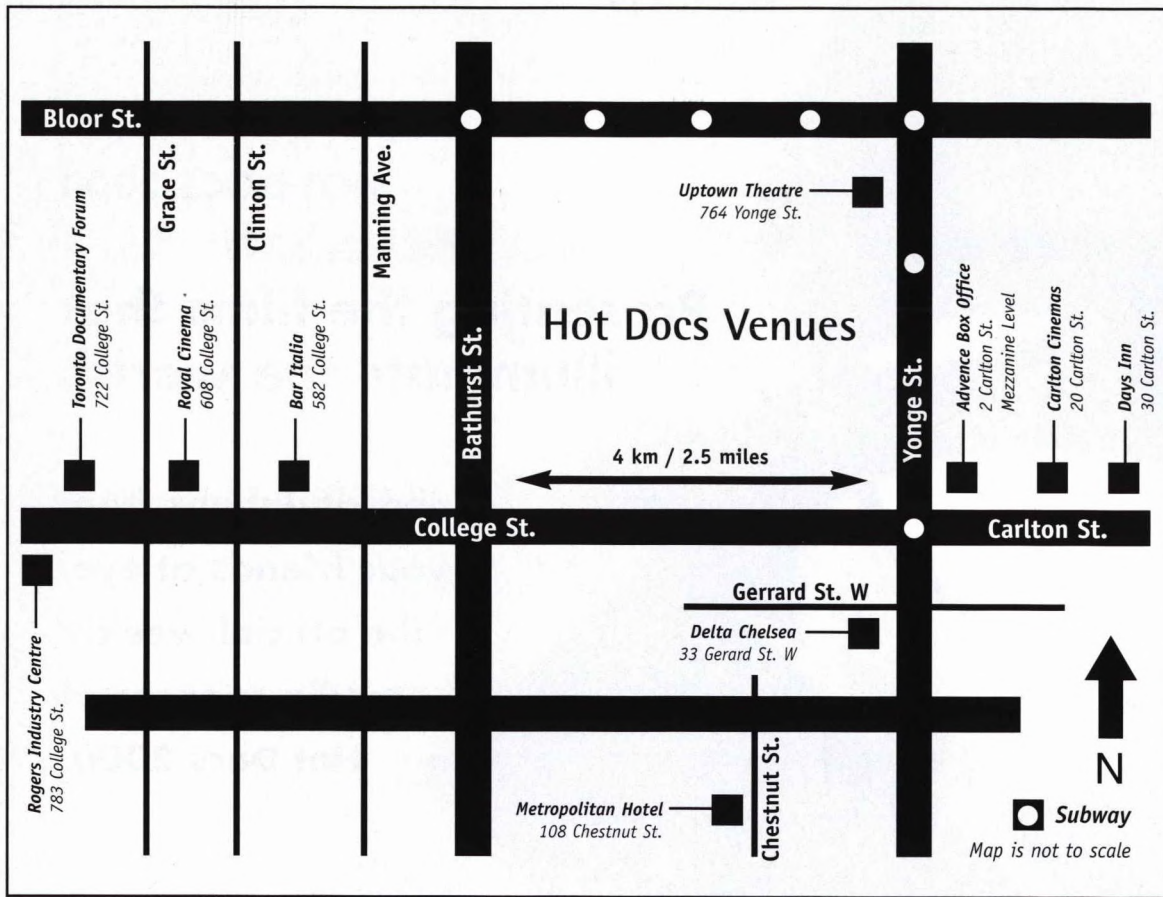 Bloor St.
Grace St.
Clinton St.
Manning Ave.
Bathurst St.
Yonge St.
Uptown Theatre
764 Yonge St.
Hot Docs Venues
Toronto Documentary Forum
722 College St.
Royal Cinema
608 College St.
Bar Italia
582 College St.
Advence Box Office
2 Carlton St.
Mezzanine Level
Carlton Cinemas
20 Carlton St.
Days Inn
30 Carlton St.
4 km / 2.5 miles
College St.
Carlton St.
Rogers Industry Centre
783 College St.
Gerrard St. W
Delta Chelsea
33 Gerard St. W
Chestnut St.
Metropolitan Hotel
108 Chestnut St.
N
Subway
Map is not to scale